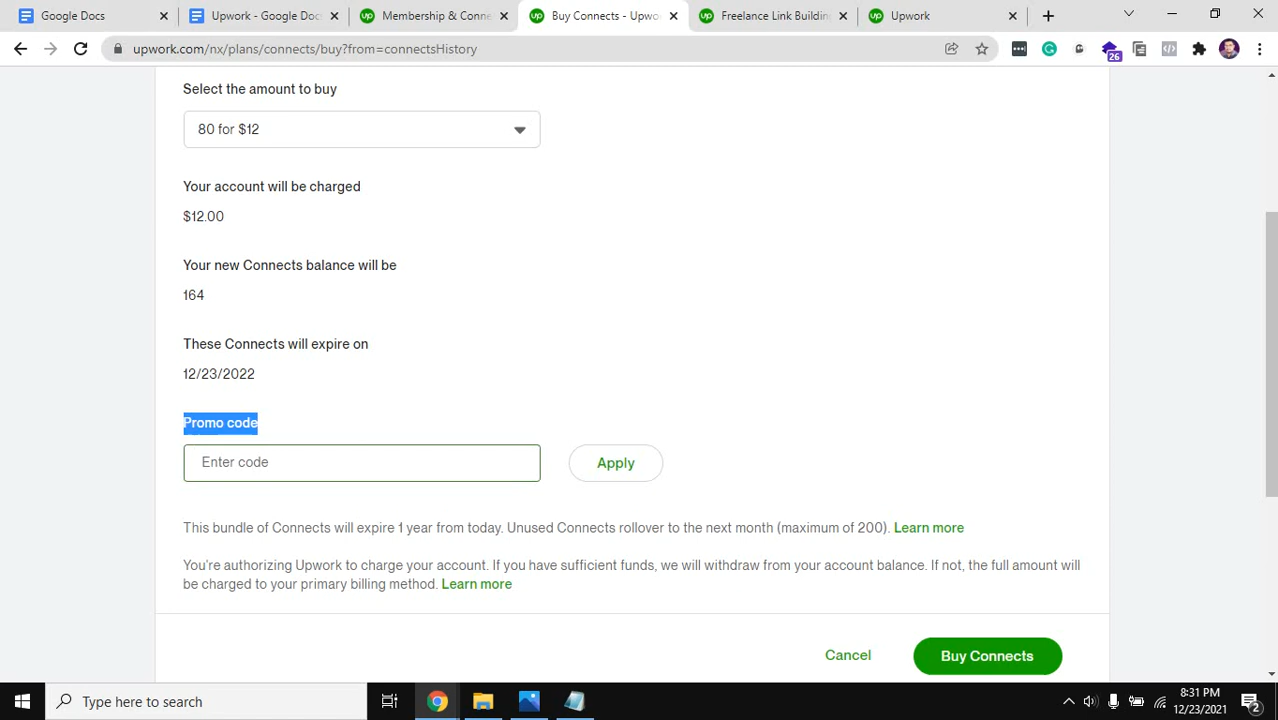 Google Docs
Upwork - Google Docs
Membership & Conne
Buy Connects - Upwo
Freelance Link Buildin
Upwork
upwork.com/nx/plans/connects/buy?from=connectsHistory
26
Select the amount to buy
80 for $12
Your account will be charged
$12.00
Your new Connects balance will be
164
These Connects will expire on
12/23/2022
Promo code
Enter code
Apply
This bundle of Connects will expire 1 year from today. Unused Connects rollover to the next month (maximum of 200). Learn more
You're authorizing Upwork to charge your account. If you have sufficient funds, we will withdraw from your account balance. If not, the full amount will
be charged to your primary billing method. Learn more
Cancel
Buy Connects
Type here to search
8:31 PM
12/23/2021
2